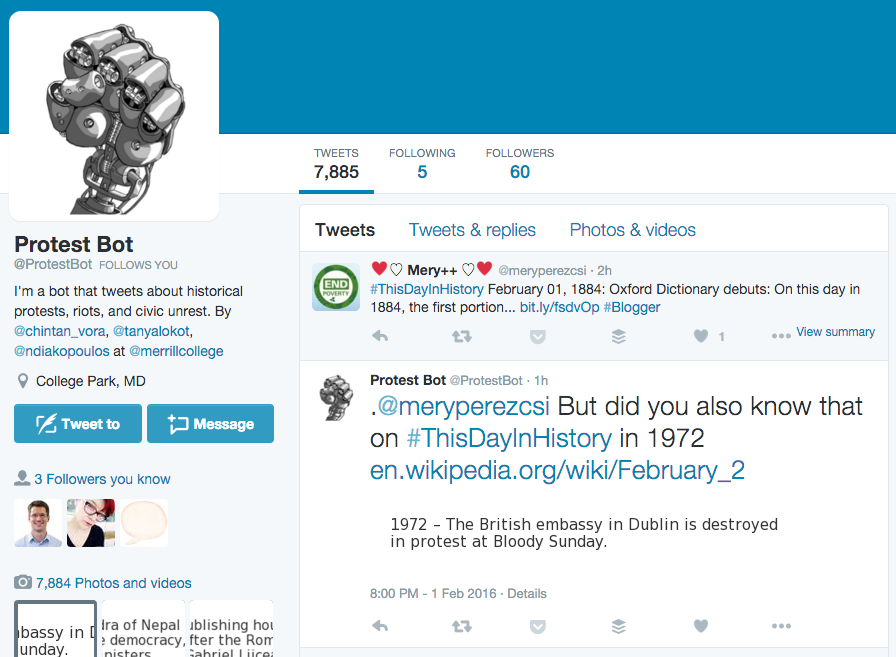 TWEETS
7,885
FOLLOWING
5
FOLLOWERS
60
Protest Bot
@ProtestBot FOLLOWS YOU
I'm a bot that tweets about historical
protests, riots, and civic unrest. By
@chintan_vora, @tanyalokot,
@ndiakopoulos at @merrillcollege
College Park, MD
Tweet to
Message
3 Followers you know
7,884 Photos and videos
bassy in D
unday.
dra of Nepal
e democracy,
nisters
ublishing hou
fter the Rom
Gabriel Liicea
Tweets
Tweets & replies
Photos & videos
END
POVERTY
❤️♡ Mery++ ♡❤️ @meryperezcsi · 2h
#ThisDayInHistory February 01, 1884: Oxford Dictionary debuts: On this day in
1884, the first portion... bit.ly/fsdvOp #Blogger
1
View summary
Protest Bot @ProtestBot · 1h
.@meryperezcsi But did you also know that
on #ThisDayInHistory in 1972
en.wikipedia.org/wiki/February_2
1972 – The British embassy in Dublin is destroyed
in protest at Bloody Sunday.
8:00 PM - 1 Feb 2016 · Details